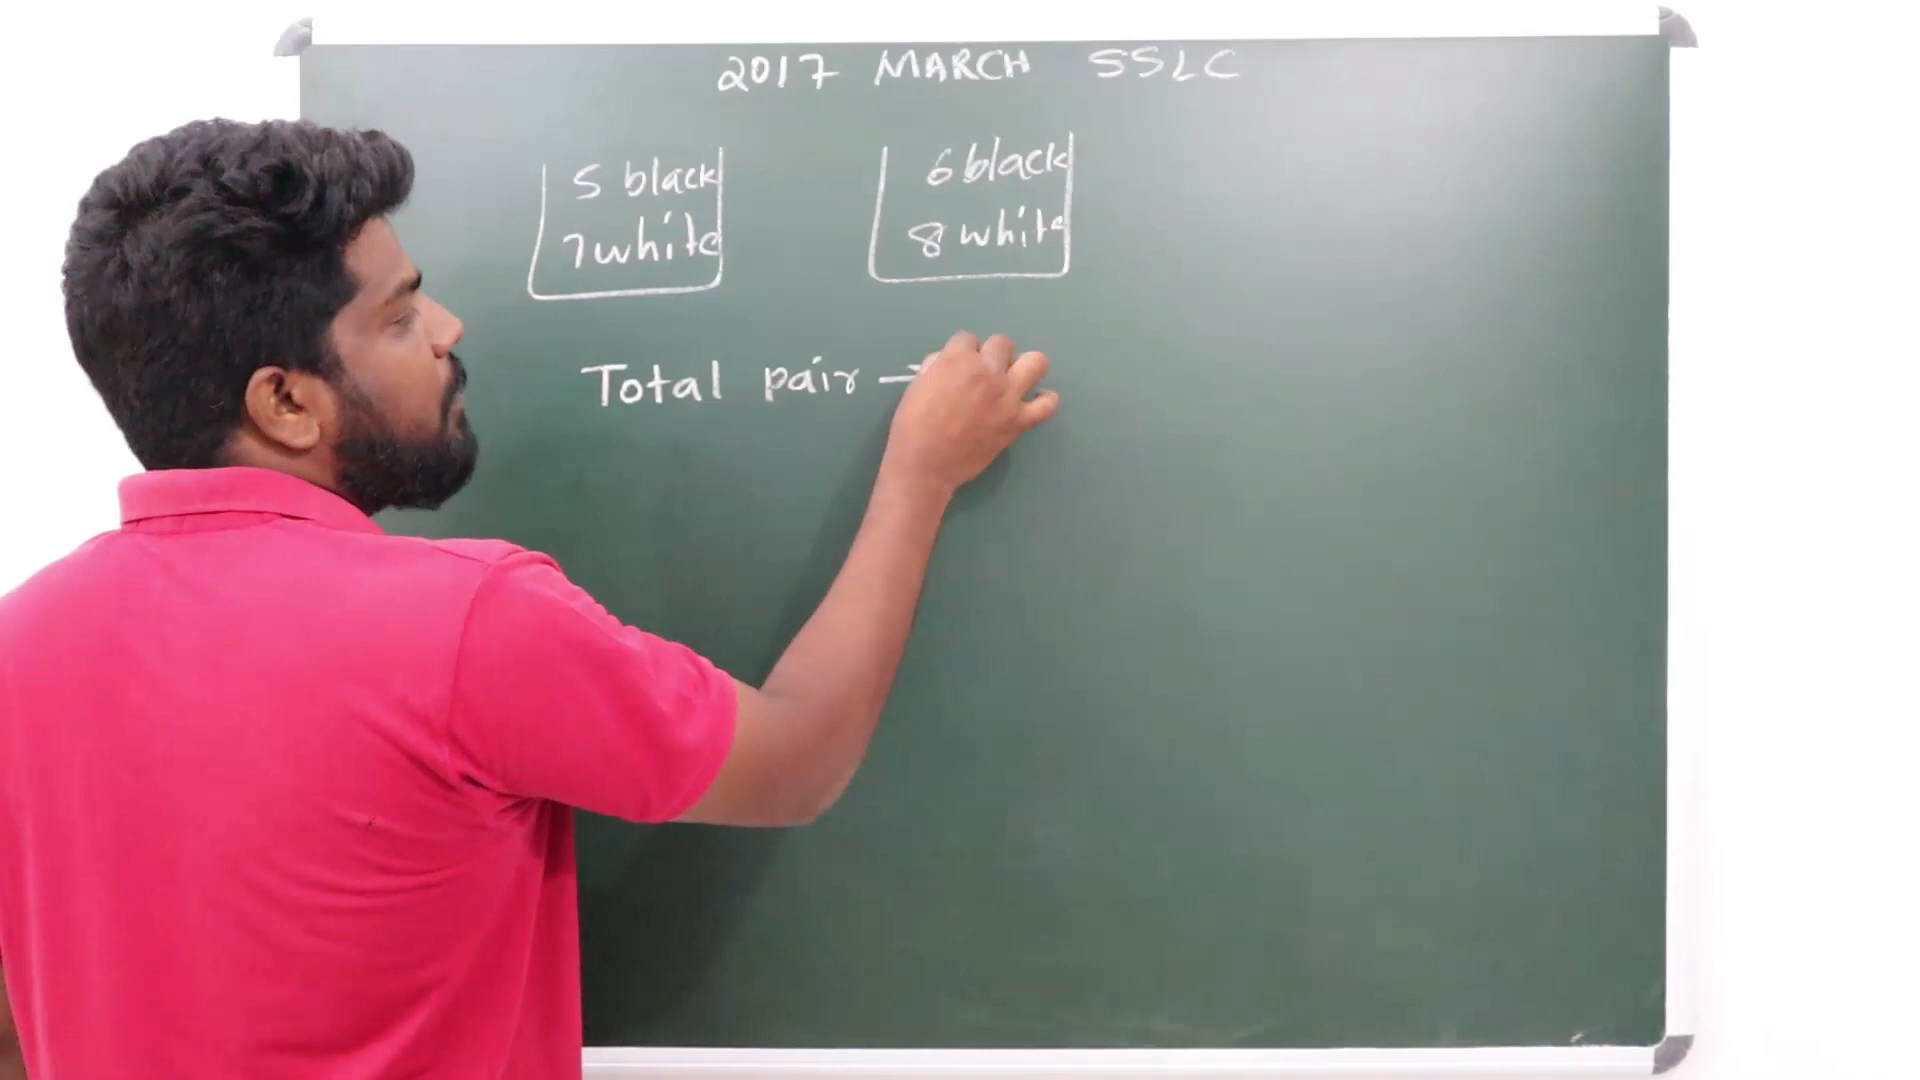 2017 MARCH SSLC
5 black
7 white
6 black
8 white
Total pair →